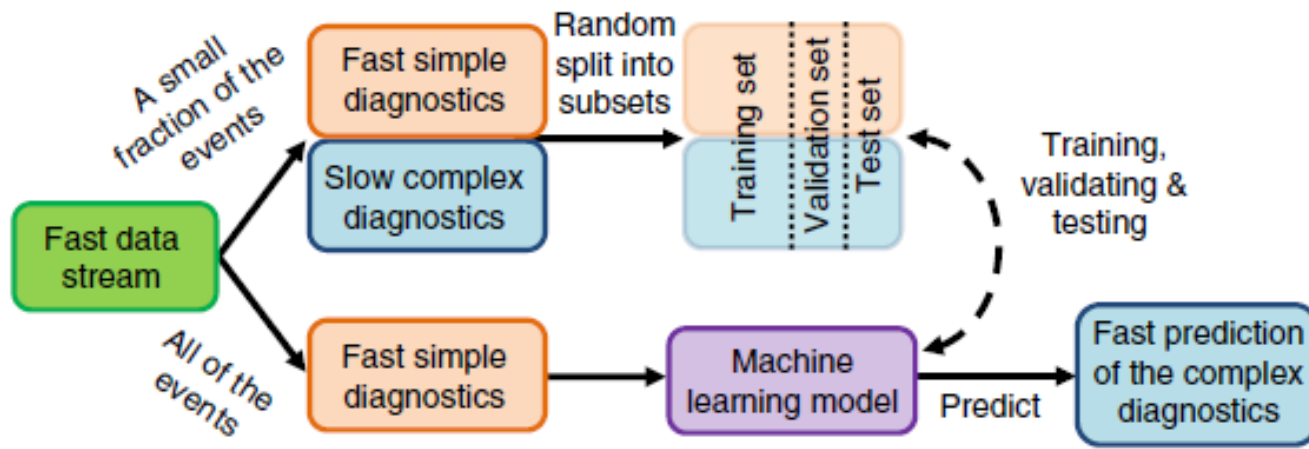 A small
fraction of the
events
Fast simple
diagnostics
Slow complex
diagnostics
Random
split into
subsets
Training set
Validation set
Test set
Training,
validating &
testing
Fast data
stream
All of the
events
Fast simple
diagnostics
Machine
learning model
Predict
Fast prediction
of the complex
diagnostics